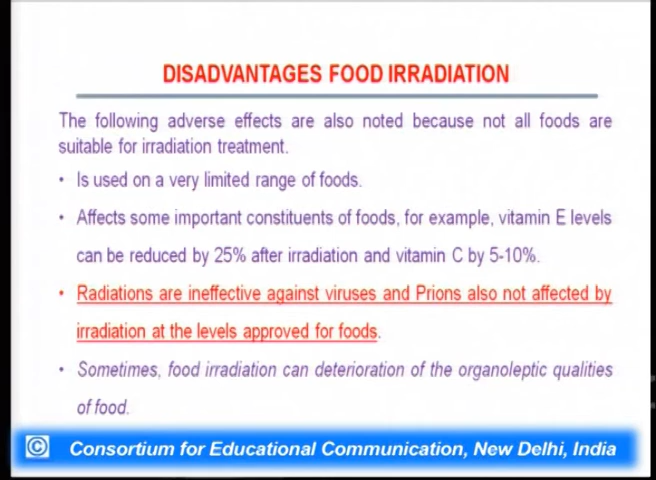 DISADVANTAGES FOOD IRRADIATION
The following adverse effects are also noted because not all foods are
suitable for irradiation treatment.
• Is used on a very limited range of foods.
• Affects some important constituents of foods, for example, vitamin E levels
can be reduced by 25% after irradiation and vitamin C by 5-10%.
• Radiations are ineffective against viruses and Prions also not affected by
irradiation at the levels approved for foods.
• Sometimes, food irradiation can deterioration of the organoleptic qualities
of food.
© Consortium for Educational Communication, New Delhi, India